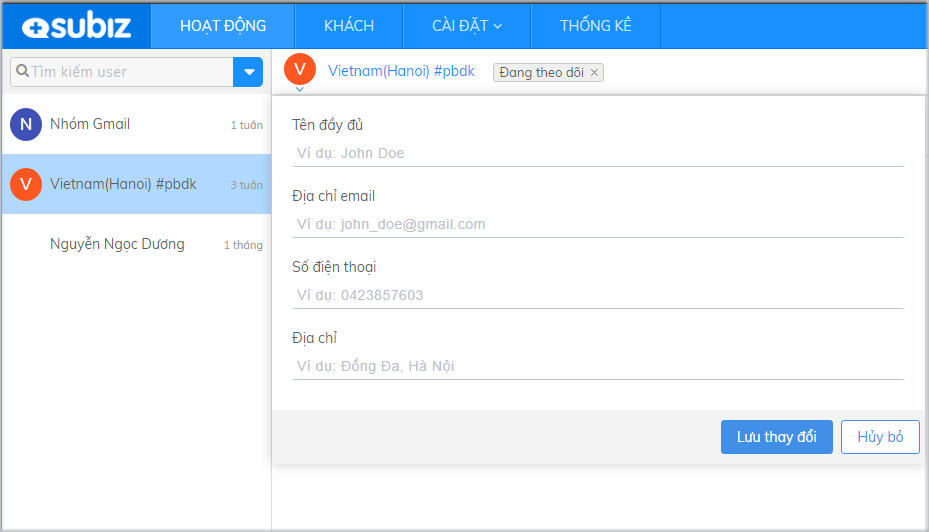 subiz
HOẠT ĐỘNG
KHÁCH
CÀI ĐẶT
THỐNG KÊ
Tìm kiếm user
V
Vietnam(Hanoi) #pbdk
Đang theo dõi ×
N
Nhóm Gmail
1 tuần
V
Vietnam(Hanoi) #pbdk
3 tuần
Nguyễn Ngọc Dương
1 tháng
Tên đầy đủ
Ví dụ: John Doe
Địa chỉ email
Ví dụ: john_doe@gmail.com
Số điện thoại
Ví dụ: 0423857603
Địa chỉ
Ví dụ: Đống Đa, Hà Nội
Lưu thay đổi
Hủy bỏ